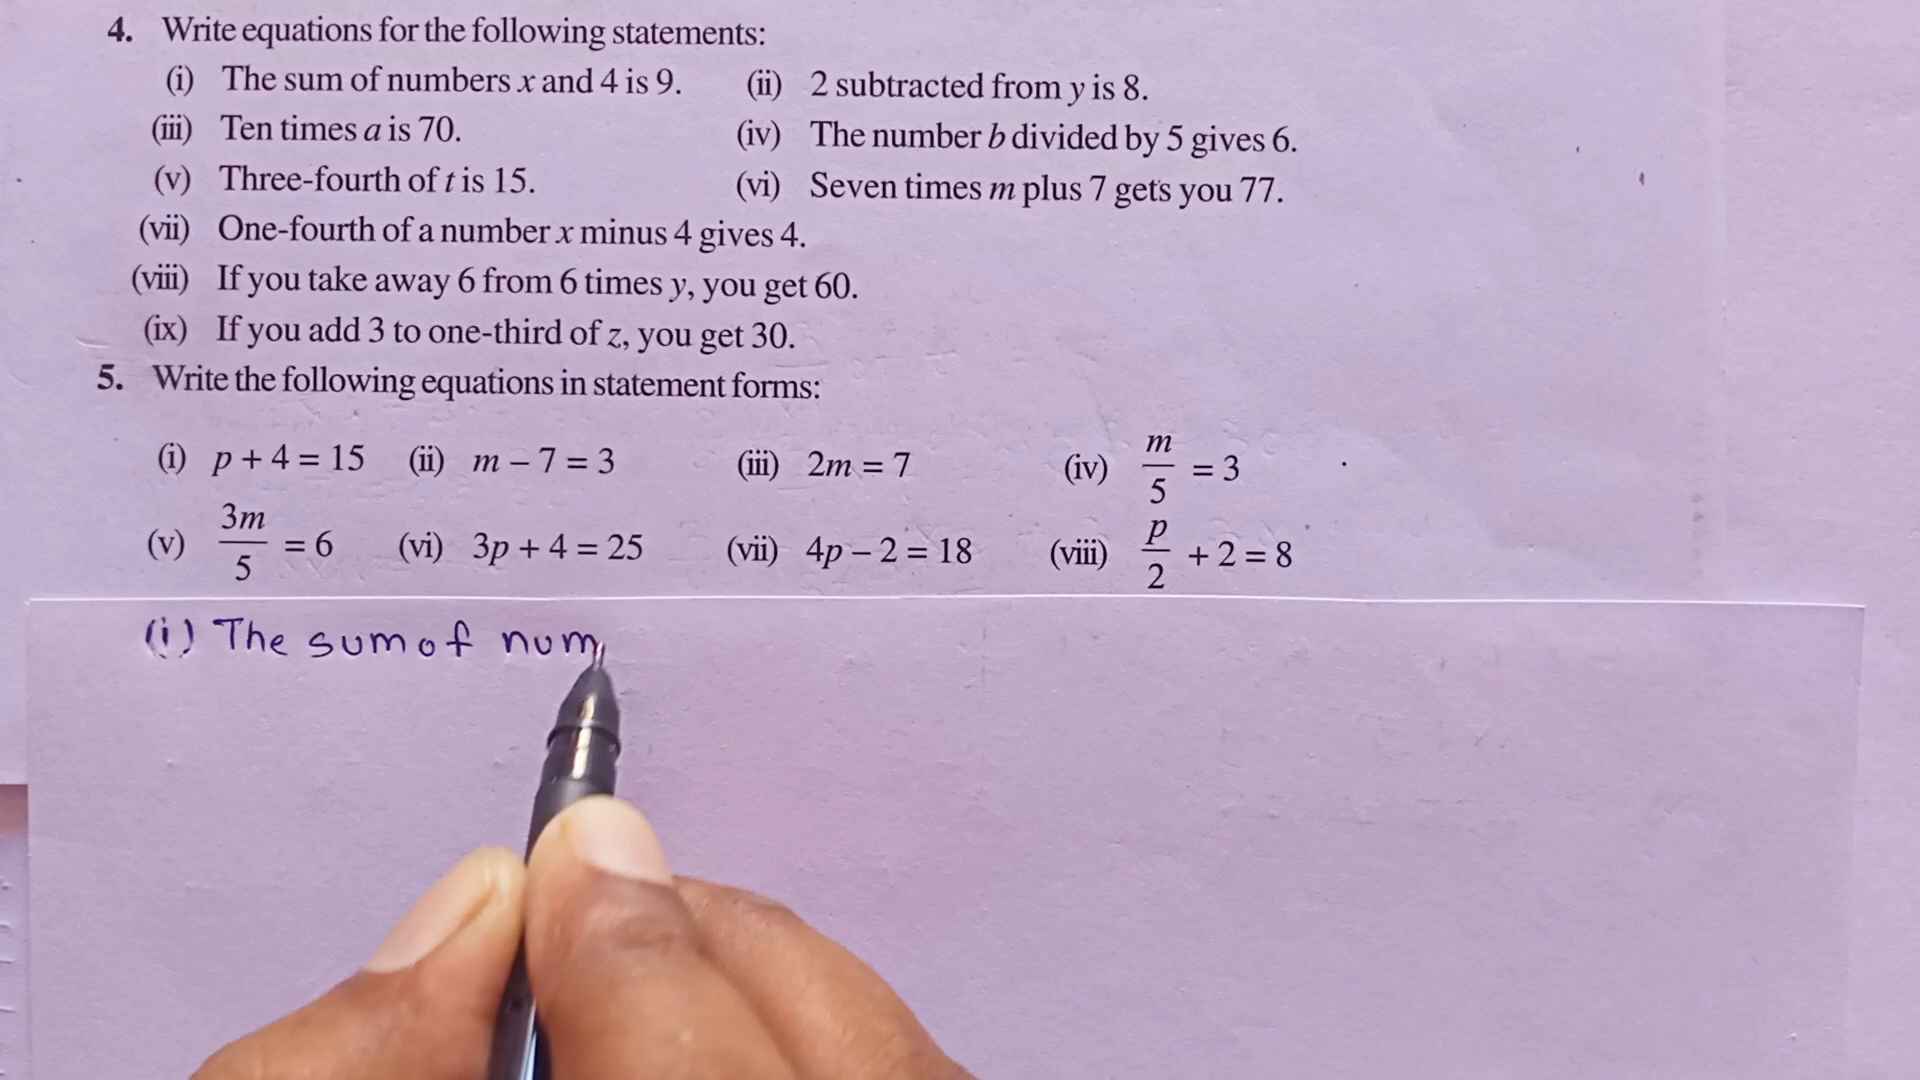 4. Write equations for the following statements:
(i) The sum of numbers x and 4 is 9. (ii) 2 subtracted from y is 8.
(iii) Ten times a is 70. (iv) The number b divided by 5 gives 6.
(v) Three-fourth of t is 15. (vi) Seven times m plus 7 gets you 77.
(vii) One-fourth of a number x minus 4 gives 4.
(viii) If you take away 6 from 6 times y, you get 60.
(ix) If you add 3 to one-third of z, you get 30.
5. Write the following equations in statement forms:
(i) p + 4 = 15 (ii) m – 7 = 3 (iii) 2m = 7 (iv) m/5 = 3
(v) 3m/5 = 6 (vi) 3p + 4 = 25 (vii) 4p – 2 = 18 (viii) p/2 + 2 = 8
(i) The sum of num